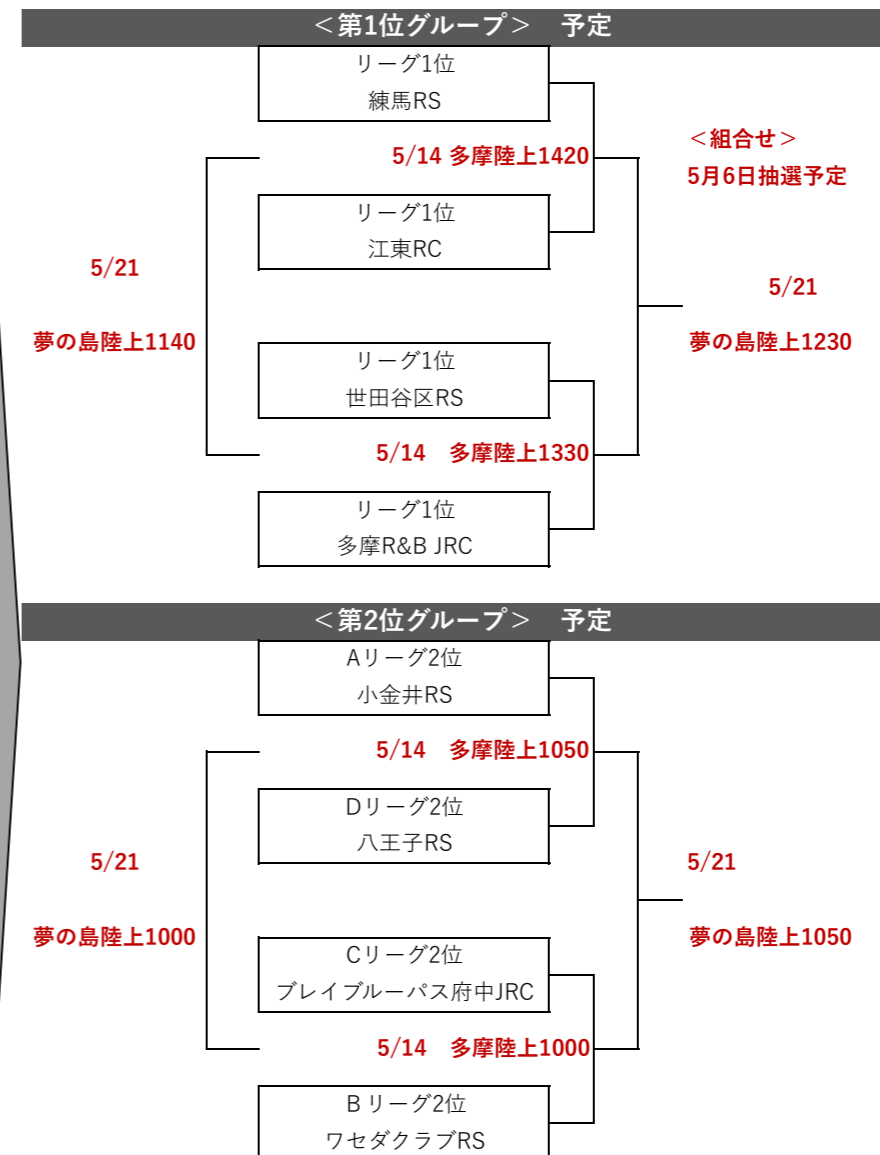 ＜第1位グループ＞　予定
リーグ1位
練馬RS
5/14 多摩陸上1420
＜組合せ＞
5月6日抽選予定
リーグ1位
江東RC
5/21
夢の島陸上1140
5/21
夢の島陸上1230
リーグ1位
世田谷区RS
5/14　多摩陸上1330
リーグ1位
多摩R&B JRC
＜第2位グループ＞　予定
Aリーグ2位
小金井RS
5/14　多摩陸上1050
Dリーグ2位
八王子RS
5/21
夢の島陸上1000
5/21
夢の島陸上1050
Cリーグ2位
ブレイブルーパス府中JRC
5/14　多摩陸上1000
B リーグ2位
ワセダクラブRS